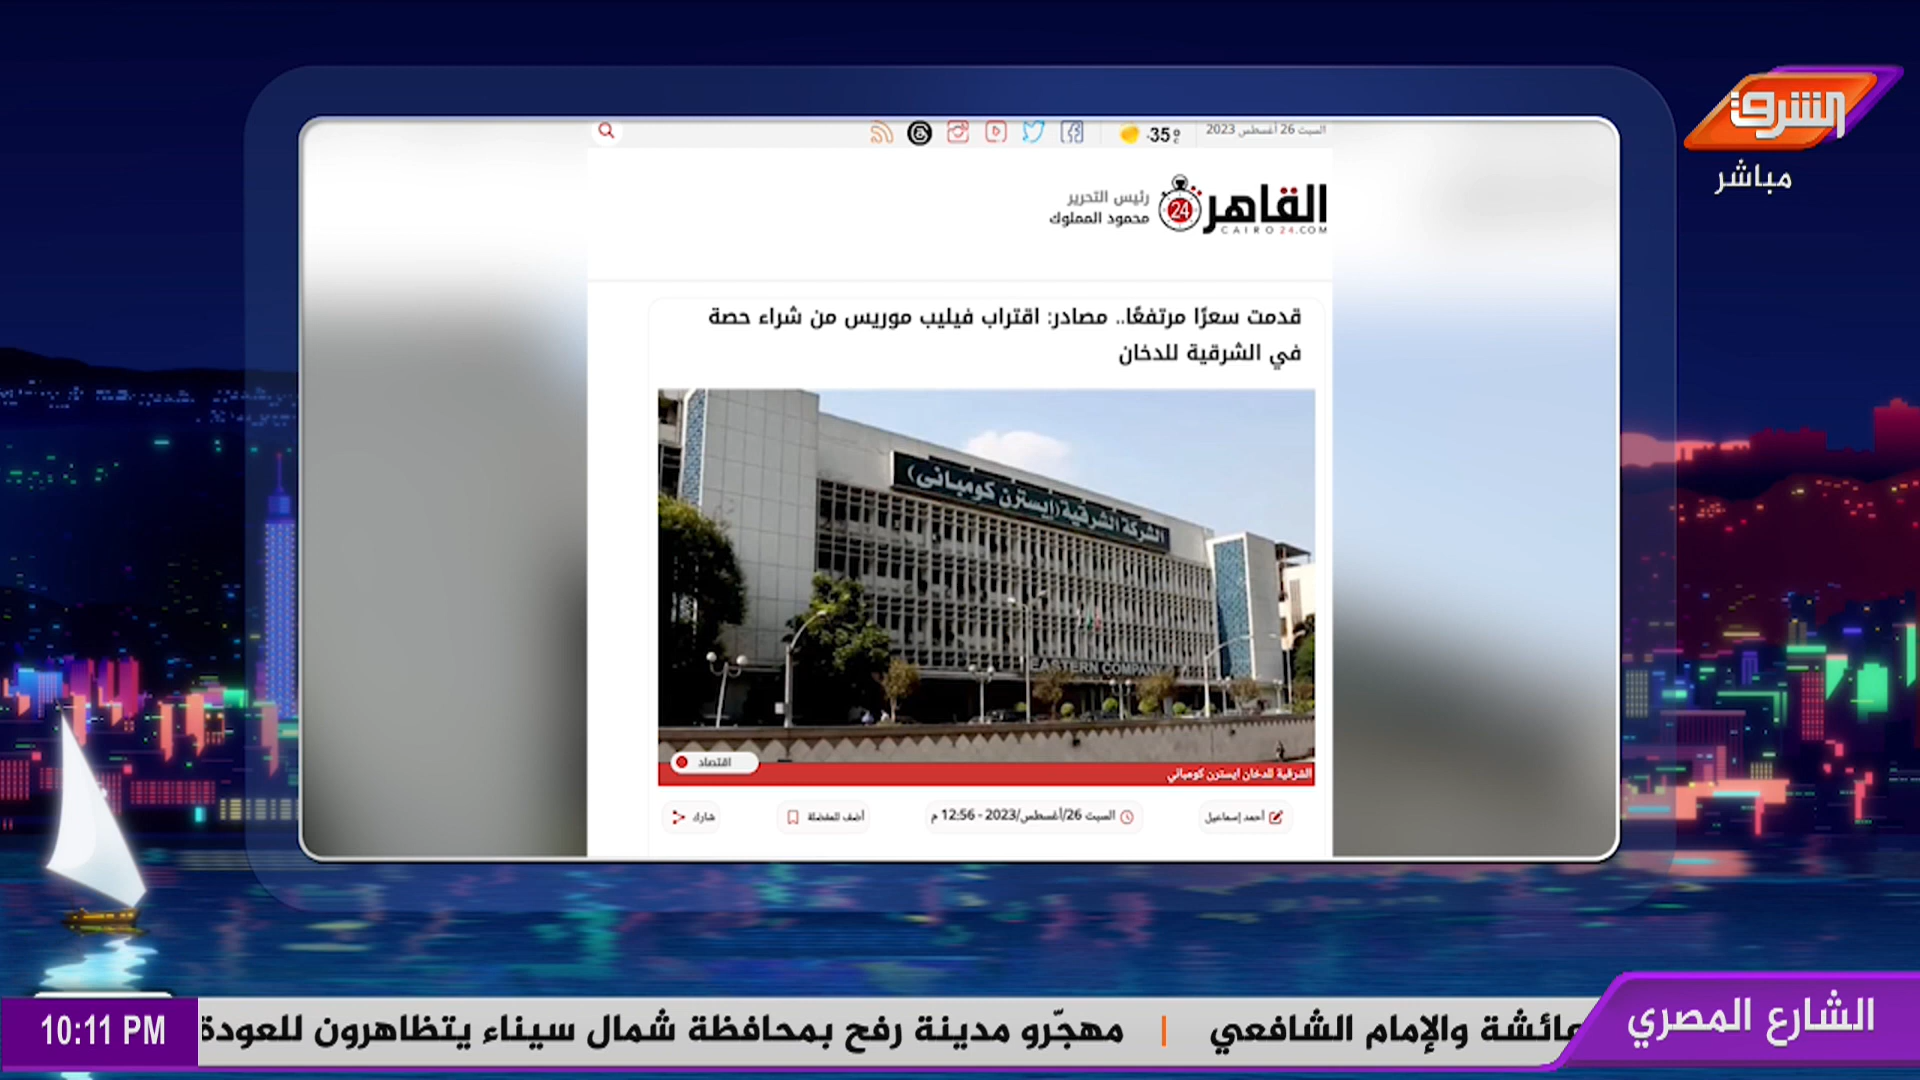 الشرق
مباشر
السبت 26 أغسطس 2023
35°c
القاهرة 24
CAIRO24.COM
رئيس التحرير
محمود المملوك
قدمت سعرًا مرتفعًا.. مصادر: اقتراب فيليب موريس من شراء حصة
في الشرقية للدخان
الشركة الشرقية (إيسترن كومبانى)
EASTERN COMPANY
اقتصاد
الشرقية للدخان ايسترن كومباني
أحمد إسماعيل
السبت 26/أغسطس/2023 - 12:56 م
أضف للمفضلة
شارك
الشارع المصري
عائشة والإمام الشافعي | مهجّرو مدينة رفح بمحافظة شمال سيناء يتظاهرون للعودة
10:11 PM